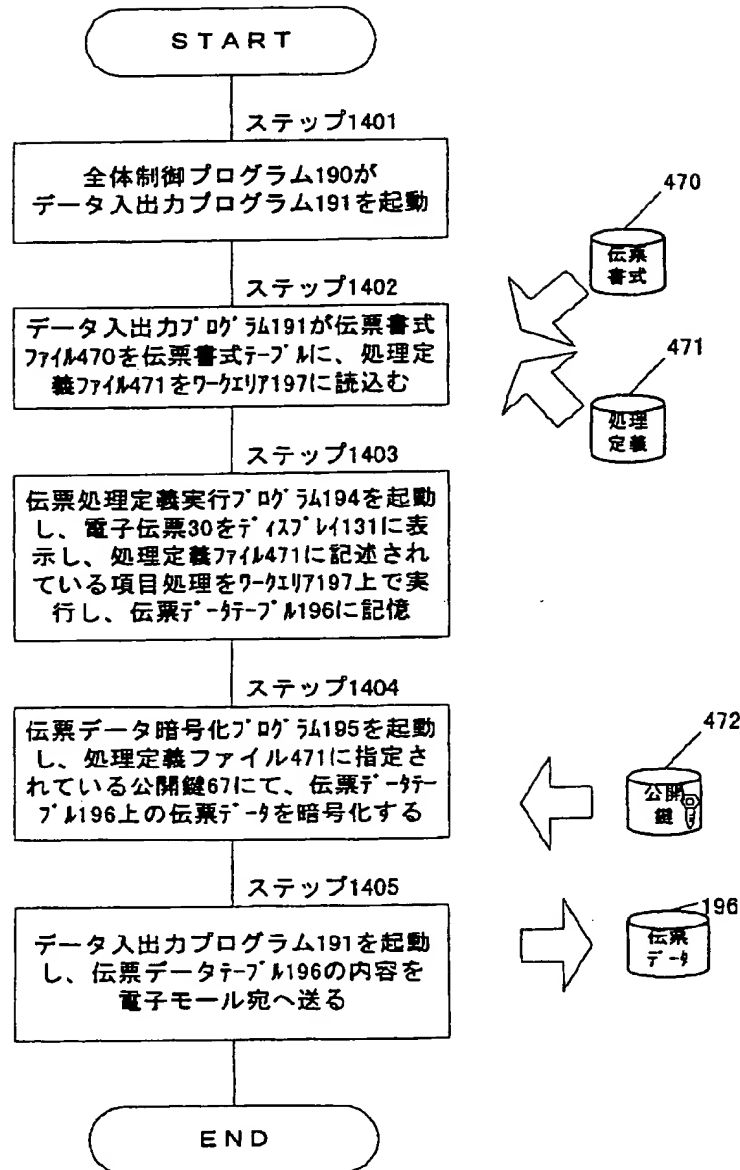 START
ステップ1401
全体制御プログラム190が
データ入出力プログラム191を起動
470
伝票
書式
ステップ1402
データ入出力ﾌﾟﾛｸﾞﾗﾑ191が伝票書式
ﾌｧｲﾙ470を伝票書式テーブルに、処理定
義ﾌｧｲﾙ471をﾜｰｸｴﾘｱ197に読込む
471
処理
定義
ステップ1403
伝票処理定義実行ﾌﾟﾛｸﾞﾗﾑ194を起動
し、電子伝票30をﾃﾞｨｽﾌﾟﾚｲ131に表
示し、処理定義ﾌｧｲﾙ471に記述され
ている項目処理をﾜｰｸｴﾘｱ197上で実
行し、伝票ﾃﾞｰﾀﾃｰﾌﾞﾙ196に記憶
ステップ1404
伝票データ暗号化ﾌﾟﾛｸﾞﾗﾑ195を起動
し、処理定義ファイル471に指定さ
れている公開鍵67にて、伝票ﾃﾞｰﾀﾃｰ
ﾌﾞﾙ196上の伝票ﾃﾞｰﾀを暗号化する
472
公開
鍵
ステップ1405
データ入出力プログラム191を起動
し、伝票データﾃｰﾌﾞﾙ196の内容を
電子モール宛へ送る
196
伝票
ﾃﾞｰﾀ
END